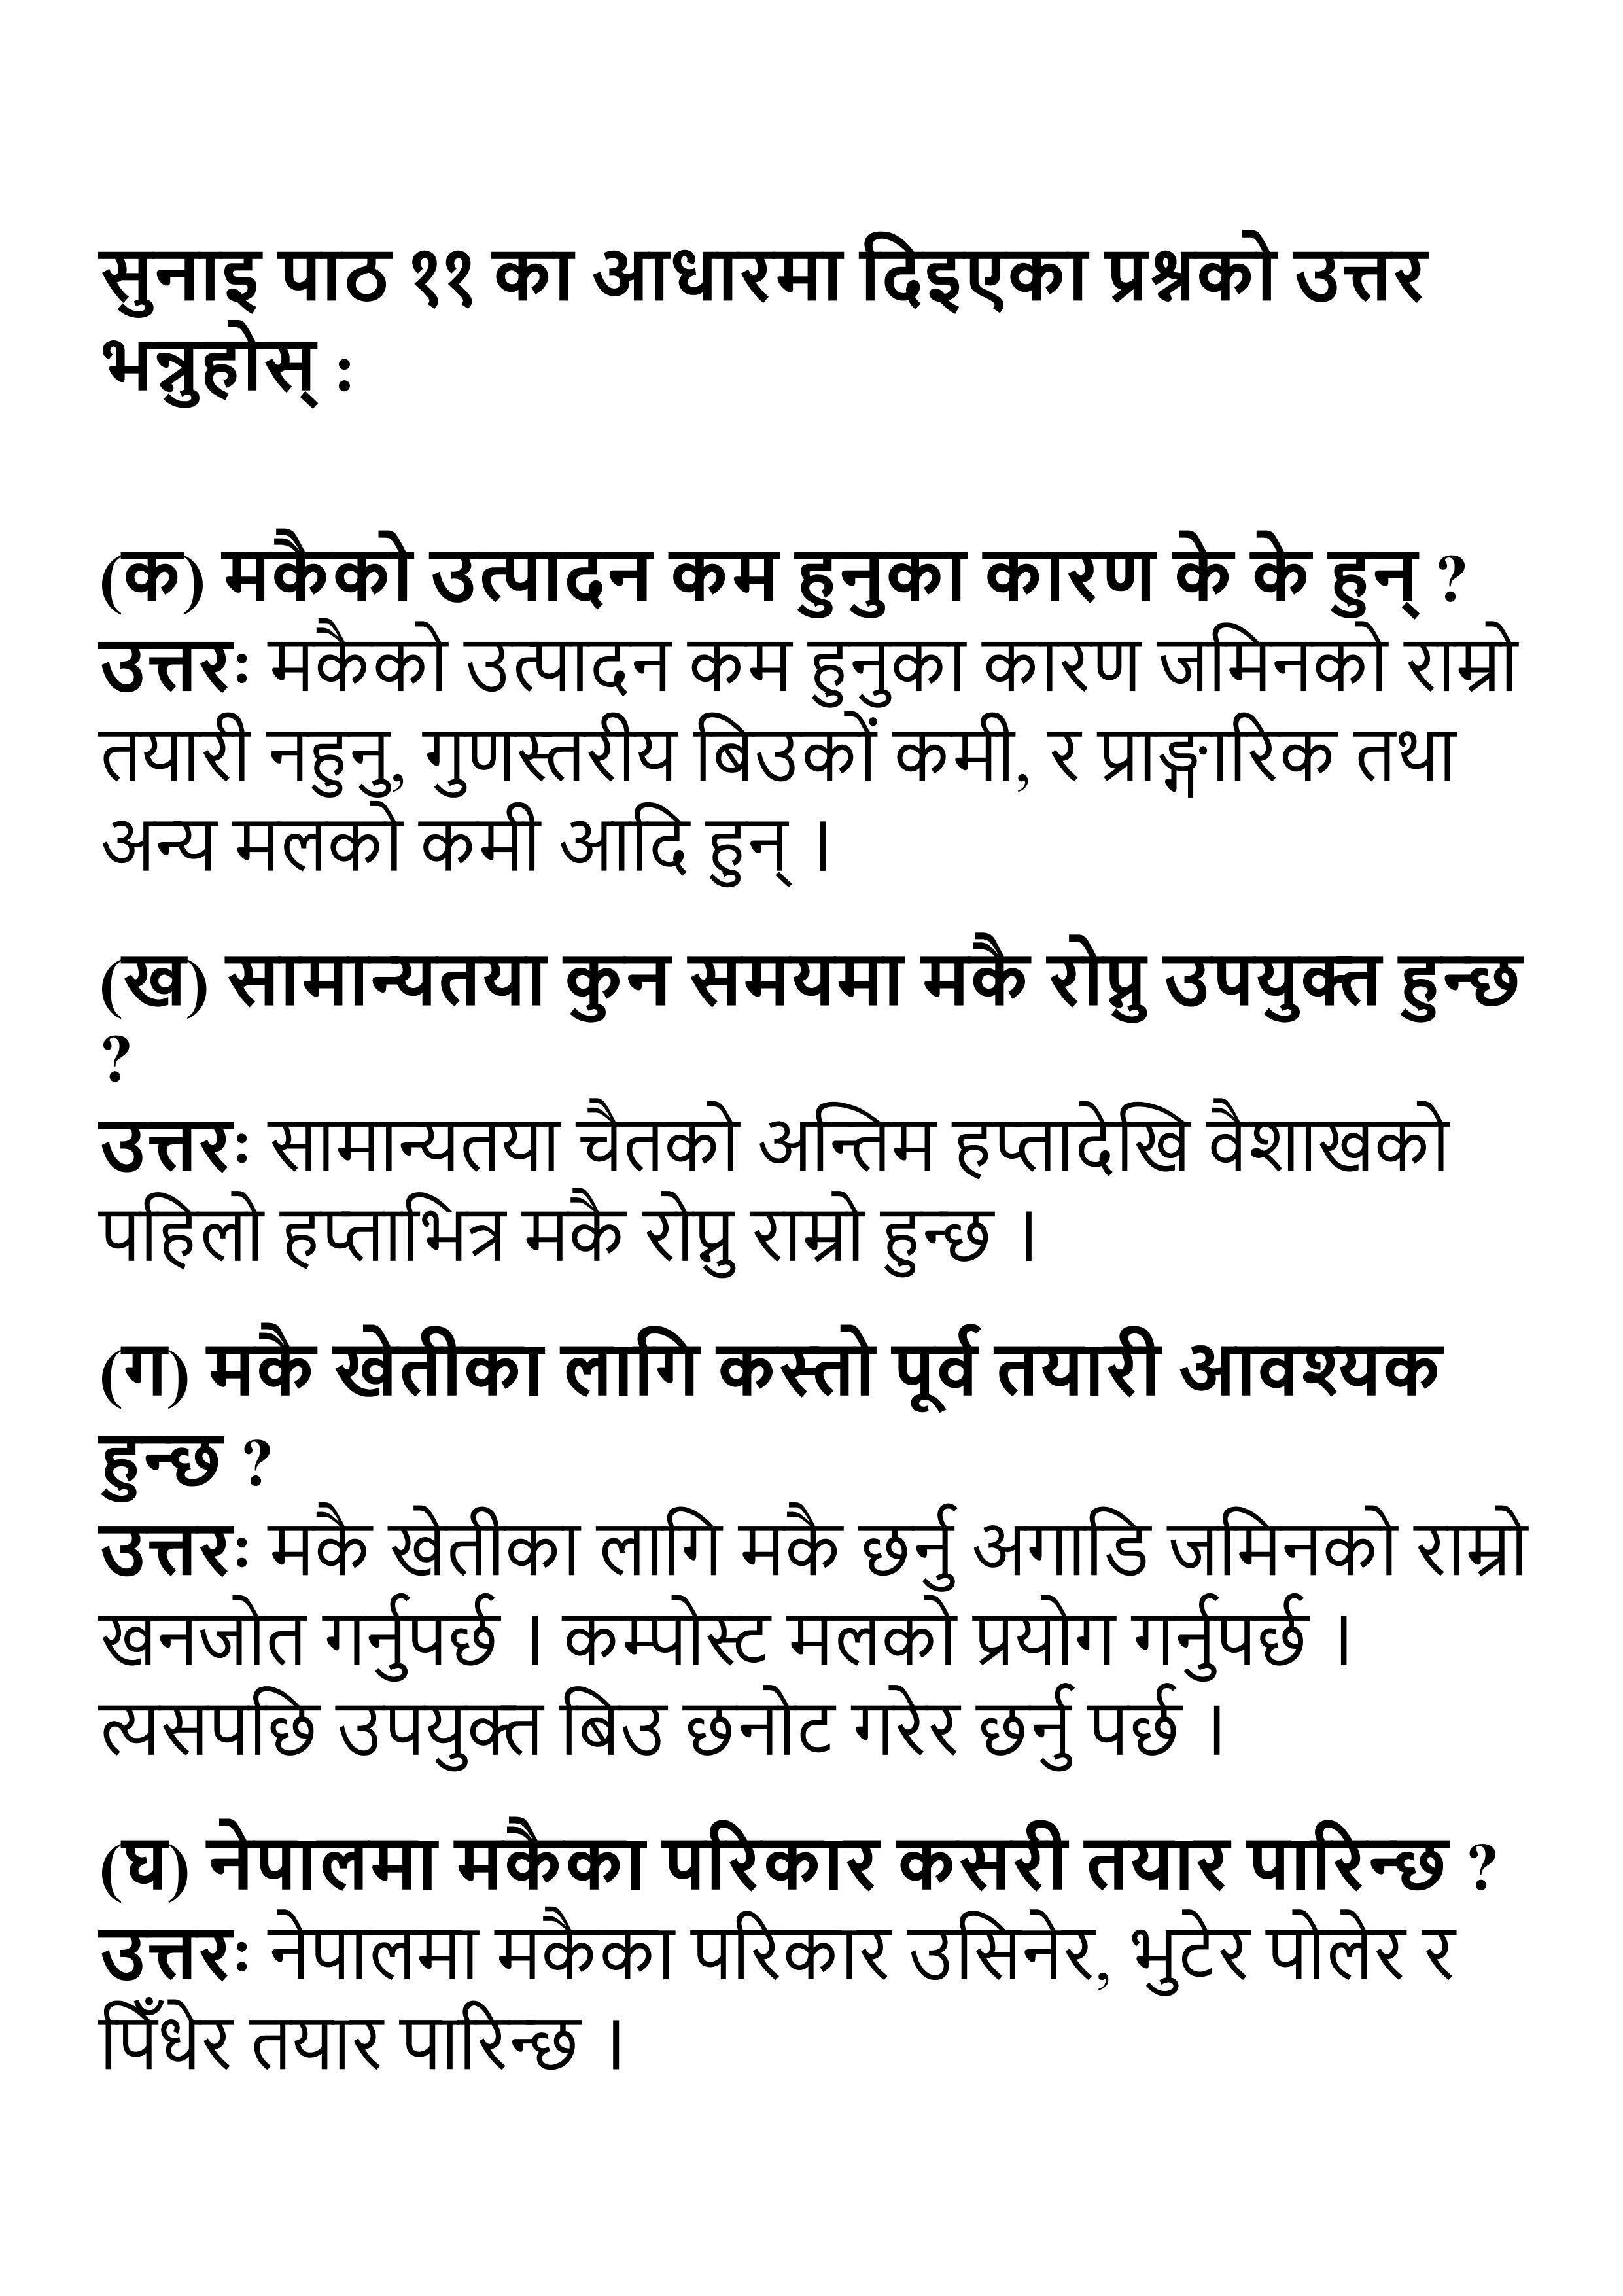 सुनाइ पाठ ११ का आधारमा दिइएका प्रश्नको उत्तर
भन्नुहोस् :
(क) मकैको उत्पादन कम हुनुका कारण के के हुन् ?
उत्तरः मकैको उत्पादन कम हुनुका कारण जमिनको राम्रो
तयारी नहुनु, गुणस्तरीय बिउकों कमी, र प्राङ्गारिक तथा
अन्य मलको कमी आदि हुन् ।
(ख) सामान्यतया कुन समयमा मकै रोप्नु उपयुक्त हुन्छ
?
उत्तरः सामान्यतया चैतको अन्तिम हप्तादेखि वैशाखको
पहिलो हप्ताभित्र मकै रोप्नु राम्रो हुन्छ ।
(ग) मकै खेतीका लागि कस्तो पूर्व तयारी आवश्यक
हुन्छ ?
उत्तरः मकै खेतीका लागि मकै छर्नु अगाडि जमिनको राम्रो
खनजोत गर्नुपर्छ । कम्पोस्ट मलको प्रयोग गर्नुपर्छ ।
त्यसपछि उपयुक्त बिउ छनोट गरेर छर्नु पर्छ ।
(घ) नेपालमा मकैका परिकार कसरी तयार पारिन्छ ?
उत्तरः नेपालमा मकैका परिकार उसिनेर, भुटेर पोलेर र
पिँधेर तयार पारिन्छ ।